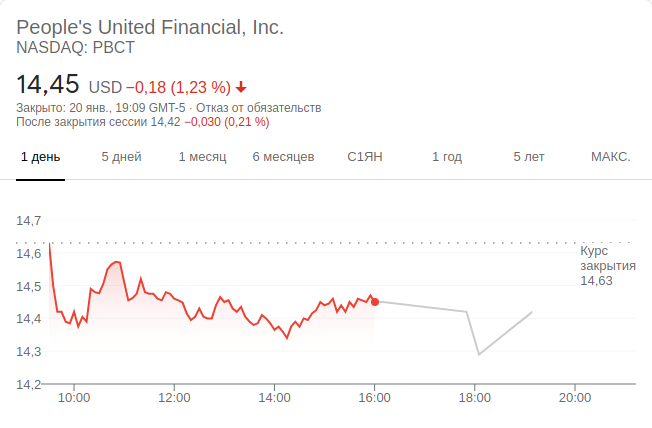 People's United Financial, Inc.
NASDAQ: PBCT
14,45 USD −0,18 (1,23 %)
Закрыто: 20 янв., 19:09 GMT-5 · Отказ от обязательств
После закрытия сессии 14,42 −0,030 (0,21 %)
1 день 5 дней 1 месяц 6 месяцев С1ЯН 1 год 5 лет МАКС.
14,7
14,6
14,5
14,4
14,3
14,2
Курс
закрытия
14,63
10:00 12:00 14:00 16:00 18:00 20:00